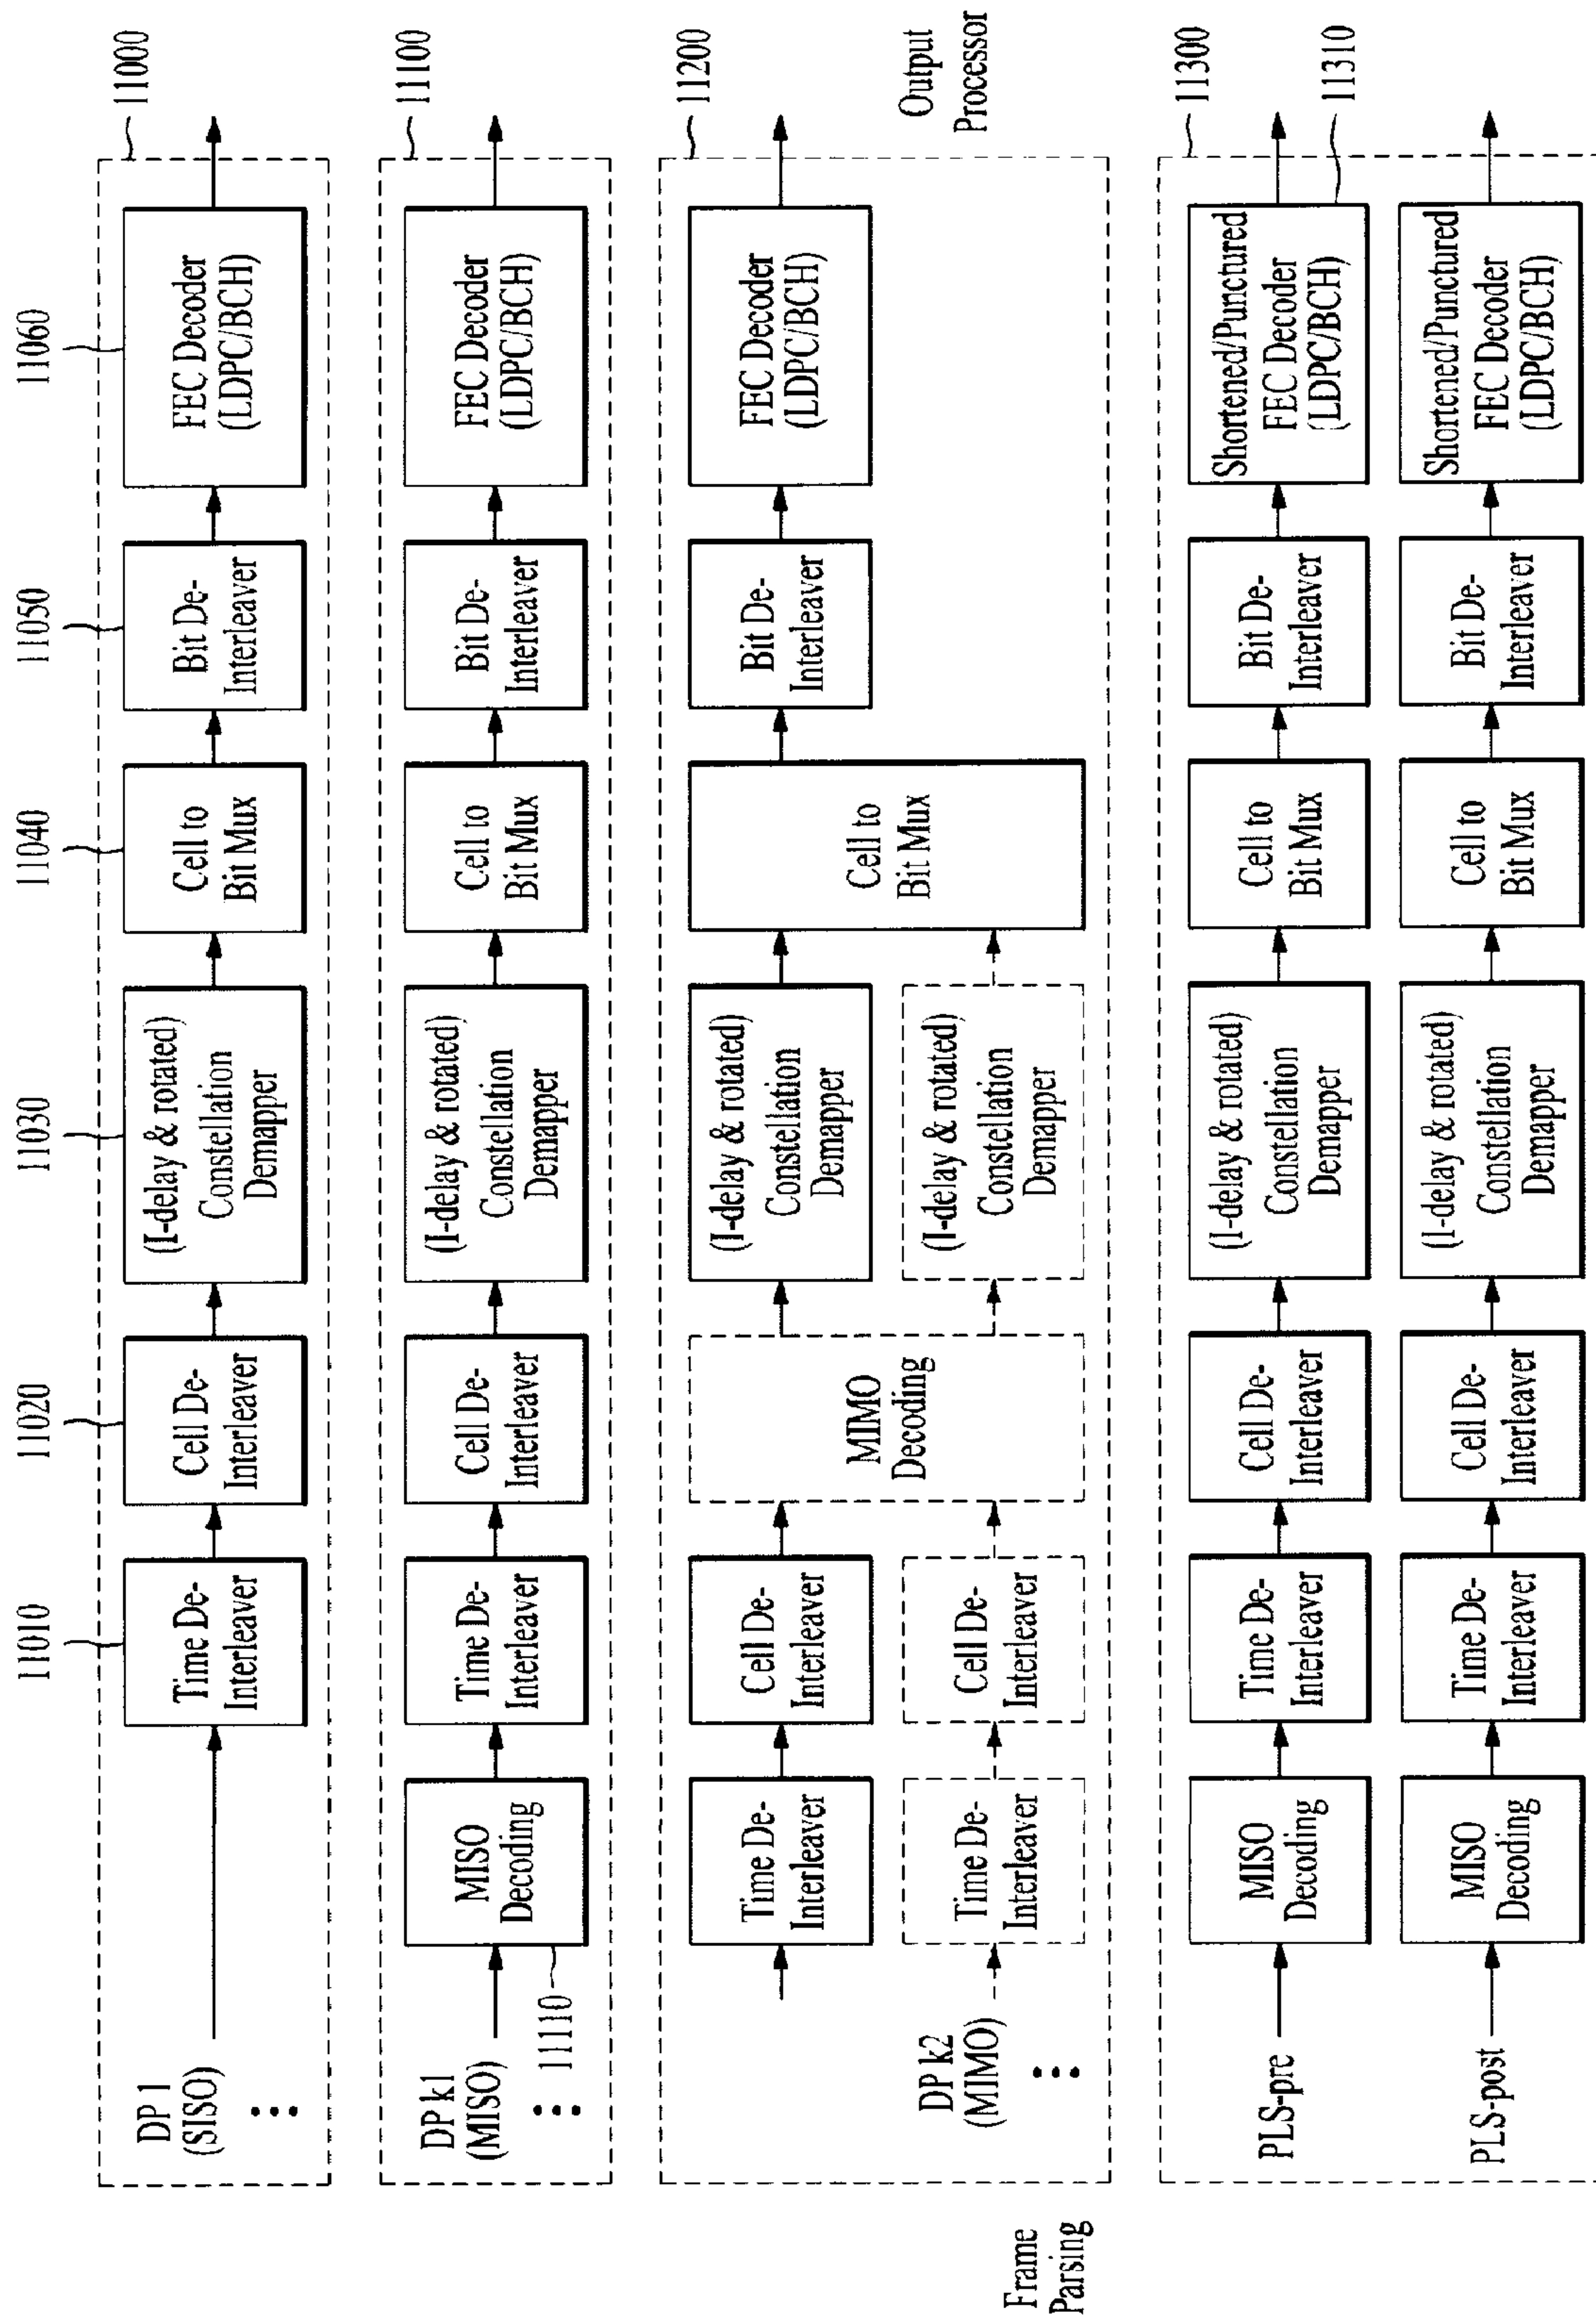 11010
11020
11030
11040
11050
11060
11000
DP 1
(SISO)
Time De-
Interleaver
Cell De-
Interleaver
(I-delay & rotated)
Constellation
Demapper
Cell to
Bit Mux
Bit De-
Interleaver
FEC Decoder
(LDPC/BCH)
11100
DP k1
(MISO)
11110
MISO
Decoding
Time De-
Interleaver
Cell De-
Interleaver
(I-delay & rotated)
Constellation
Demapper
Cell to
Bit Mux
Bit De-
Interleaver
FEC Decoder
(LDPC/BCH)
11200
Time De-
Interleaver
Cell De-
Interleaver
MIMO
Decoding
(I-delay & rotated)
Constellation
Demapper
Cell to
Bit Mux
Bit De-
Interleaver
FEC Decoder
(LDPC/BCH)
DP k2
(MIMO)
Time De-
Interleaver
Cell De-
Interleaver
(I-delay & rotated)
Constellation
Demapper
Frame
Parsing
Output
Processor
11300
11310
PLS-pre
MISO
Decoding
Time De-
Interleaver
Cell De-
Interleaver
(I-delay & rotated)
Constellation
Demapper
Cell to
Bit Mux
Bit De-
Interleaver
Shortened/Punctured
FEC Decoder
(LDPC/BCH)
PLS-post
MISO
Decoding
Time De-
Interleaver
Cell De-
Interleaver
(I-delay & rotated)
Constellation
Demapper
Cell to
Bit Mux
Bit De-
Interleaver
Shortened/Punctured
FEC Decoder
(LDPC/BCH)